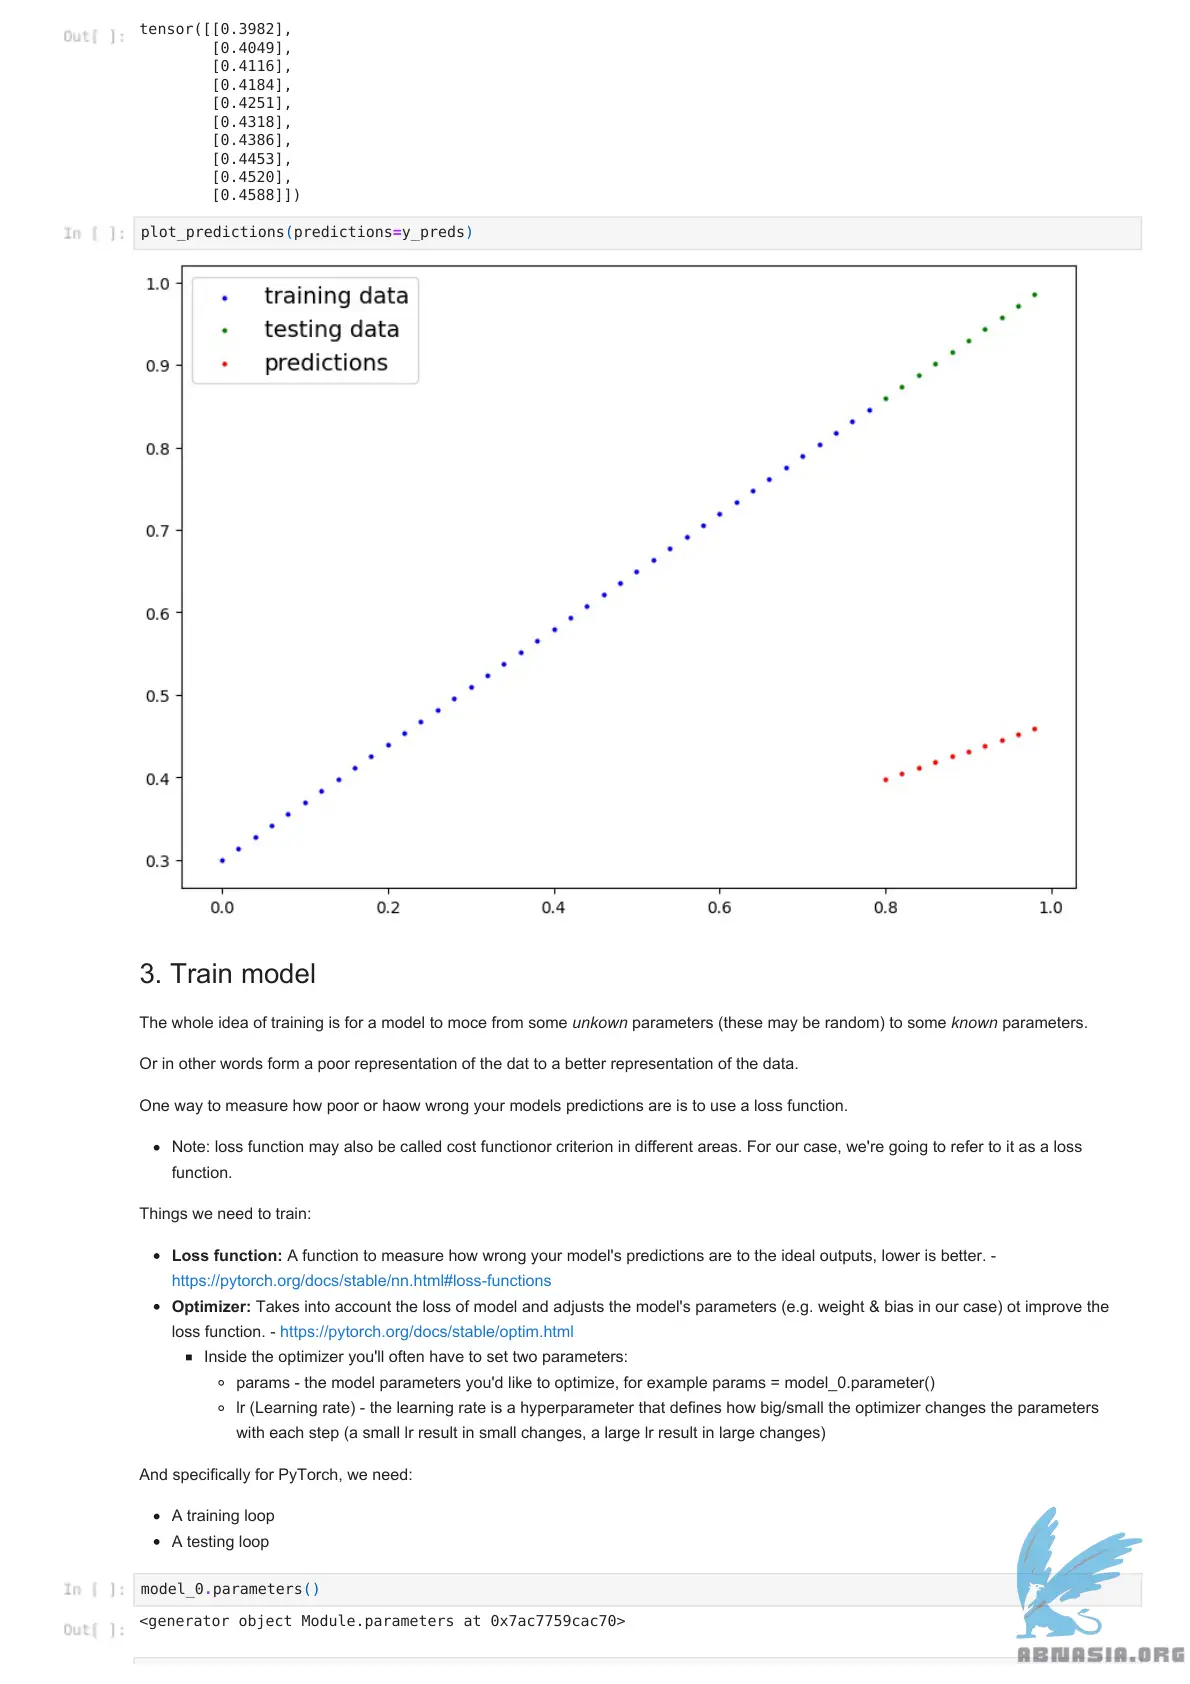 Out[ ]:
tensor([[0.3982],
[0.4049],
[0.4116],
[0.4184],
[0.4251],
[0.4318],
[0.4386],
[0.4453],
[0.4520],
[0.4588]])
In [ ]:
plot_predictions(predictions=y_preds)
training data
testing data
predictions
1.0
0.9
0.8
0.7
0.6
0.5
0.4
0.3
0.0 0.2 0.4 0.6 0.8 1.0
3. Train model
The whole idea of training is for a model to moce from some unkown parameters (these may be random) to some known parameters.
Or in other words form a poor representation of the dat to a better representation of the data.
One way to measure how poor or haow wrong your models predictions are is to use a loss function.
• Note: loss function may also be called cost functionor criterion in different areas. For our case, we're going to refer to it as a loss
function.
Things we need to train:
• Loss function: A function to measure how wrong your model's predictions are to the ideal outputs, lower is better. -
https://pytorch.org/docs/stable/nn.html#loss-functions
• Optimizer: Takes into account the loss of model and adjusts the model's parameters (e.g. weight & bias in our case) ot improve the
loss function. - https://pytorch.org/docs/stable/optim.html
▪ Inside the optimizer you'll often have to set two parameters:
◦ params - the model parameters you'd like to optimize, for example params = model_0.parameter()
◦ lr (Learning rate) - the learning rate is a hyperparameter that defines how big/small the optimizer changes the parameters
with each step (a small lr result in small changes, a large lr result in large changes)
And specifically for PyTorch, we need:
• A training loop
• A testing loop
In [ ]:
model_0.parameters()
Out[ ]:
<generator object Module.parameters at 0x7ac7759cac70>
ABNASIA.ORG